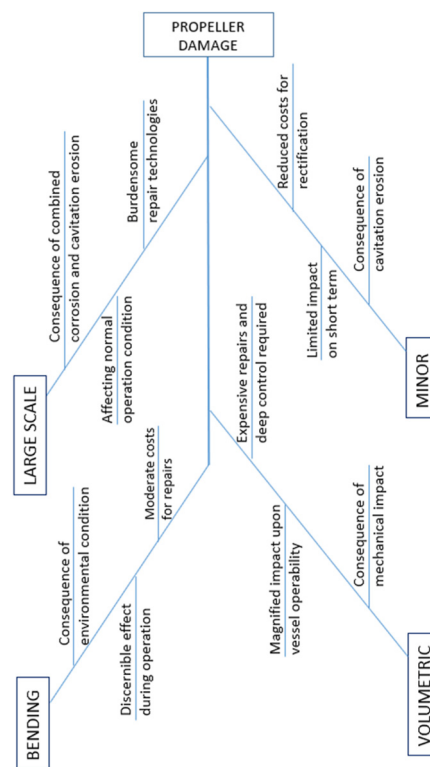 BENDING
Consequence of
environmental condition
Discernible effect
during operation
Moderate costs
for repairs
LARGE SCALE
Consequence of combined
corrosion and cavitation erosion
Affecting normal
operation condition
Burdensome
repair technologies
PROPELLER
DAMAGE
VOLUMETRIC
Consequence of
mechanical impact
Magnified impact upon
vessel operability
Expensive repairs and
deep control required
MINOR
Consequence of
cavitation erosion
Limited impact
on short term
Reduced costs for
rectification